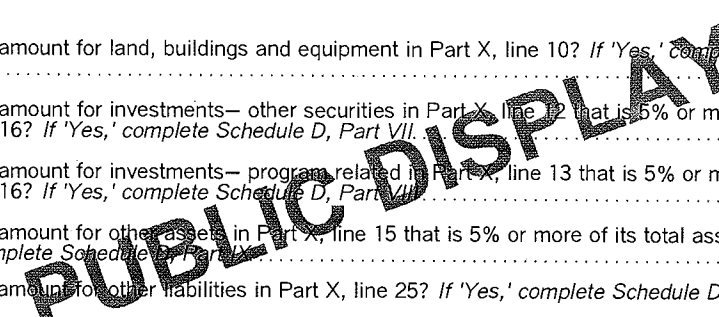 amount for land, buildings and equipment in Part X, line 10? If 'Yes,' comp
amount for investments— other securities in Part X, line 12 that is 5% or m
16? If 'Yes,' complete Schedule D, Part VII.
amount for investments— program related in Part X, line 13 that is 5% or m
16? If 'Yes,' complete Schedule D, Part VIII.
amount for other assets in Part X, line 15 that is 5% or more of its total ass
mplete Schedule D, Part IX.
amount for other liabilities in Part X, line 25? If 'Yes,' complete Schedule D
PUBLIC DISPLAY